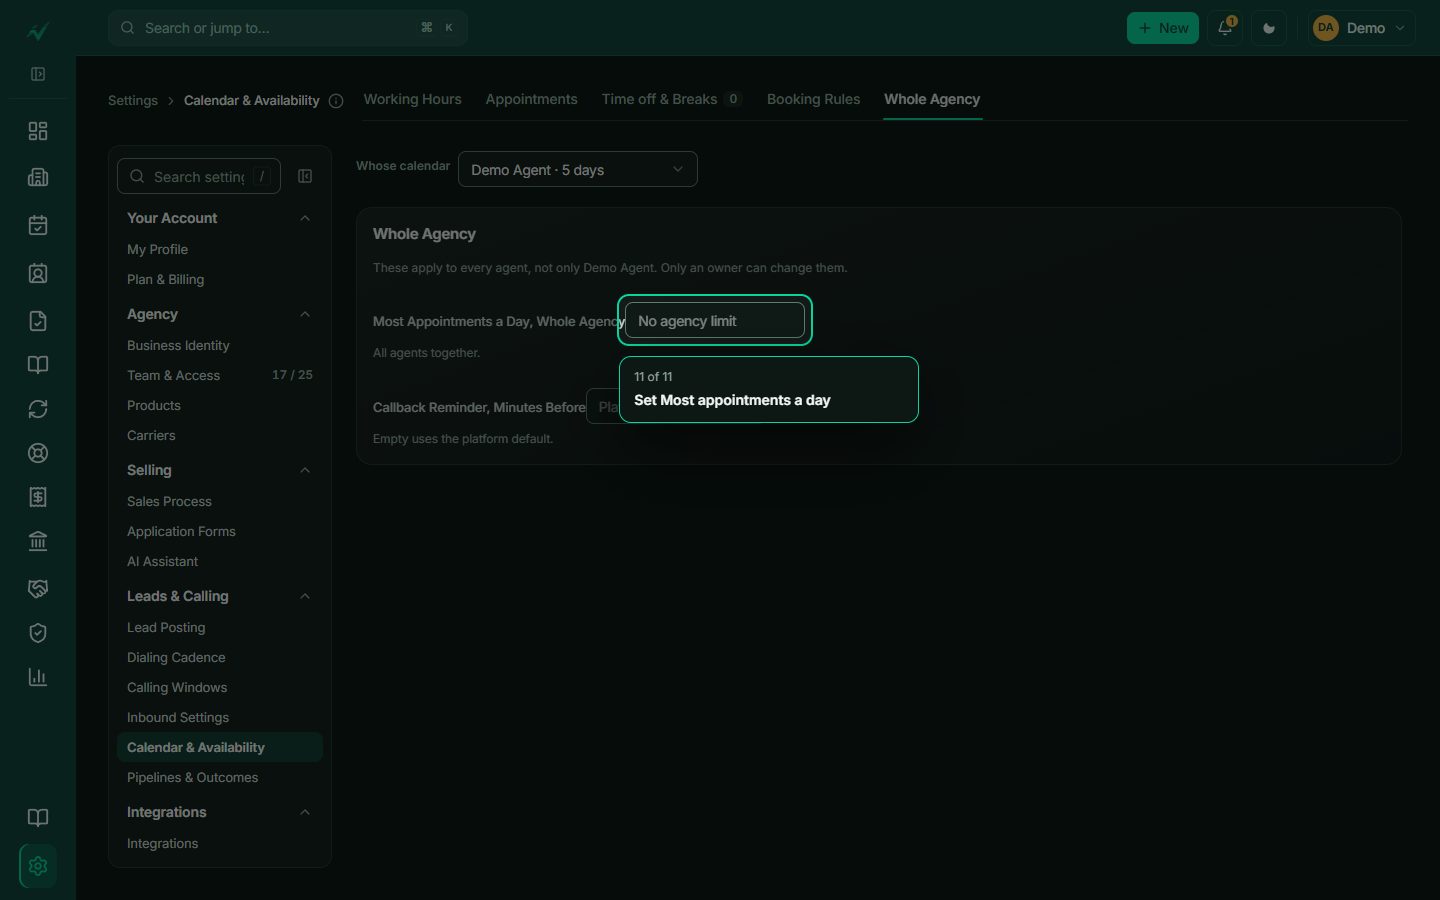 Search or jump to...
⌘ K
New
1
DA
Demo
Settings
Calendar & Availability
Working Hours
Appointments
Time off & Breaks
0
Booking Rules
Whole Agency
Search
/
Your Account
My Profile
Plan & Billing
Agency
Business Identity
Team & Access
17 / 25
Products
Carriers
Selling
Sales Process
Application Forms
AI Assistant
Leads & Calling
Lead Posting
Dialing Cadence
Calling Windows
Inbound Settings
Calendar & Availability
Pipelines & Outcomes
Integrations
Integrations
Whose calendar
Demo Agent · 5 days
Whole Agency
These apply to every agent, not only Demo Agent. Only an owner can change them.
Most Appointments a Day, Whole Agency
No agency limit
All agents together.
11 of 11
Set Most appointments a day
Callback Reminder, Minutes Before
Empty uses the platform default.